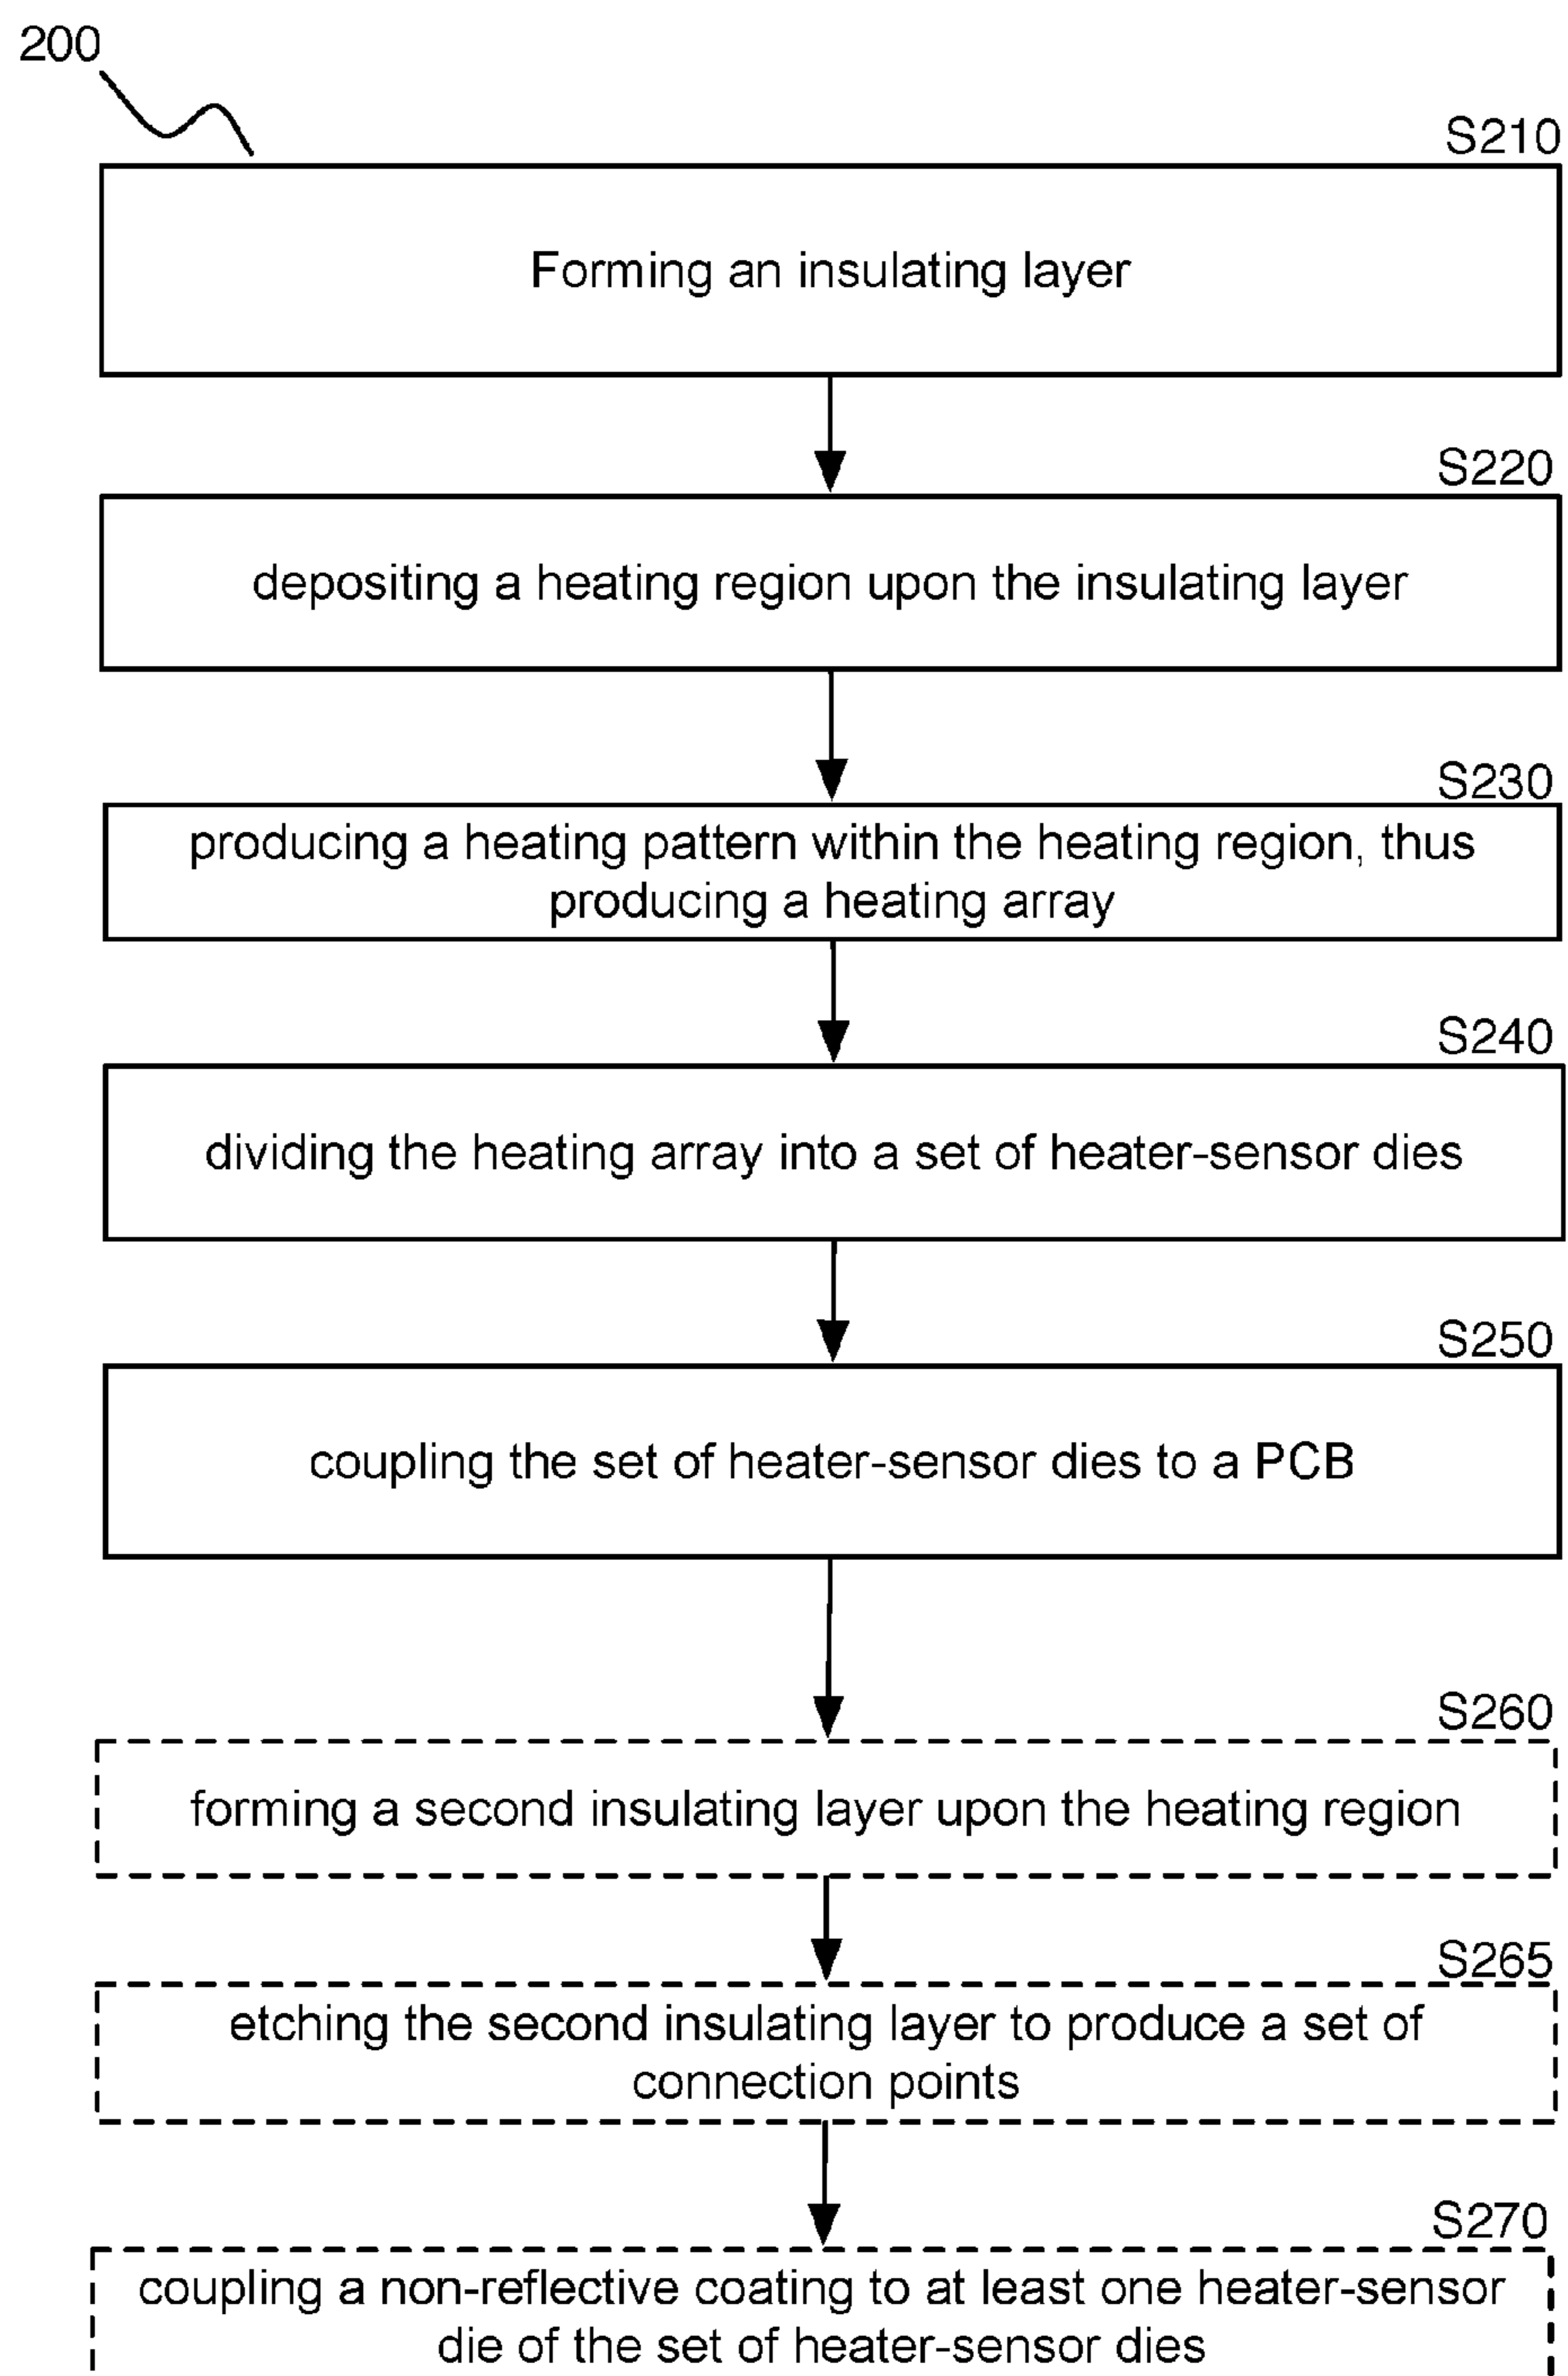 200
S210
Forming an insulating layer
S220
depositing a heating region upon the insulating layer
S230
producing a heating pattern within the heating region, thus
producing a heating array
S240
dividing the heating array into a set of heater-sensor dies
S250
coupling the set of heater-sensor dies to a PCB
S260
forming a second insulating layer upon the heating region
S265
etching the second insulating layer to produce a set of
connection points
S270
coupling a non-reflective coating to at least one heater-sensor
die of the set of heater-sensor dies